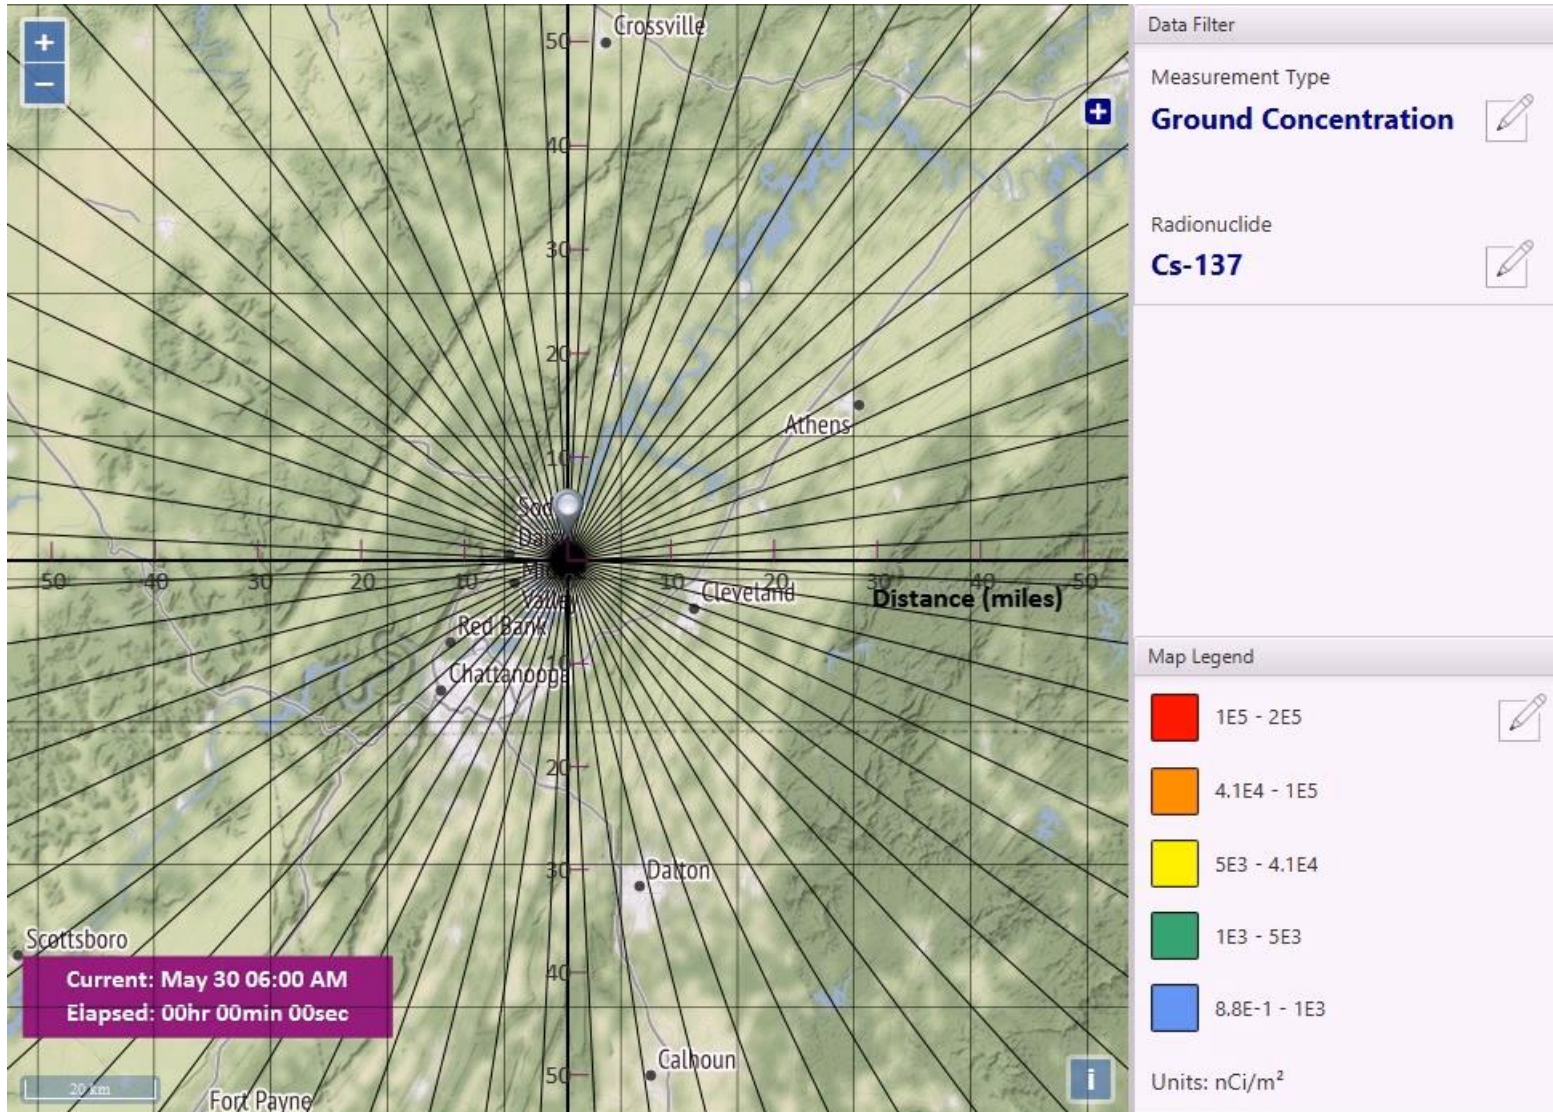 +
−
Crossville
50
40
30
20
10
Athens
50
40
30
20
10
10
20
30
40
50
Cleveland
Distance (miles)
Valley
Red Bank
Chattanooga
20
30
Dalton
40
Scottsboro
Current: May 30 06:00 AM
Elapsed: 00hr 00min 00sec
Calhoun
50
20 km
Fort Payne
i
Data Filter
Measurement Type
Ground Concentration
Radionuclide
Cs-137
Map Legend
1E5 - 2E5
4.1E4 - 1E5
5E3 - 4.1E4
1E3 - 5E3
8.8E-1 - 1E3
Units: nCi/m²